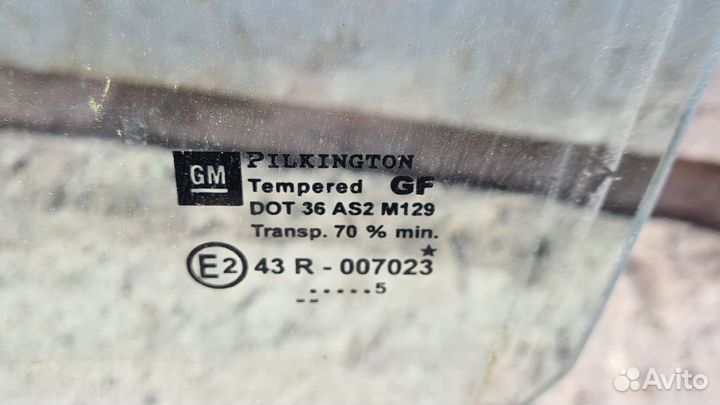 GM
PILKINGTON
Tempered GF
DOT 36 AS2 M129
Transp. 70 % min.
E2 43 R - 007023
5
Avito